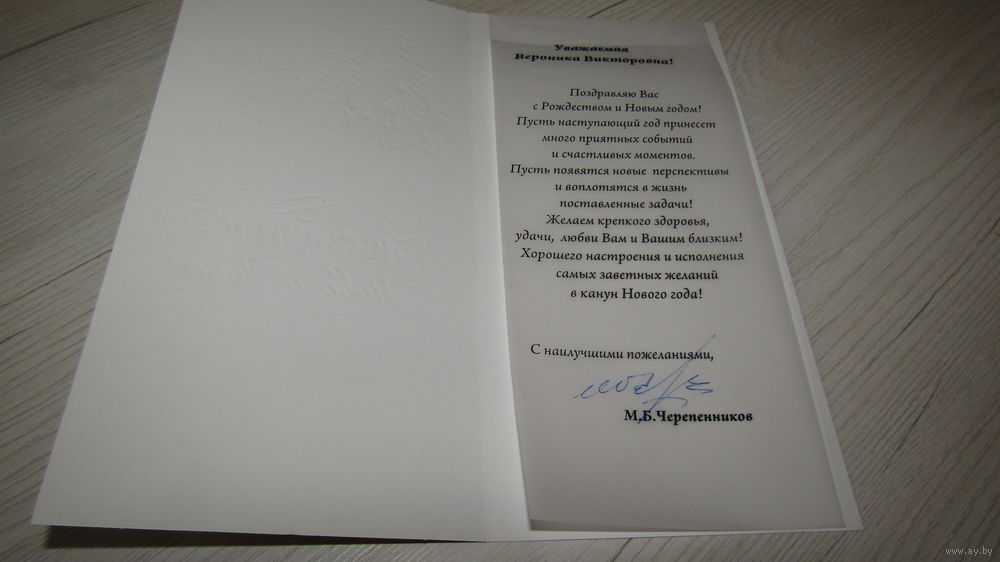 Уважаемая
Вероника Викторовна!
Поздравляю Вас
с Рождеством и Новым годом!
Пусть наступающий год принесет
много приятных событий
и счастливых моментов.
Пусть появятся новые перспективы
и воплотятся в жизнь
поставленные задачи!
Желаем крепкого здоровья,
удачи, любви Вам и Вашим близким!
Хорошего настроения и исполнения
самых заветных желаний
в канун Нового года!
С наилучшими пожеланиями,
М.Б.Черепенников
www.ay.by